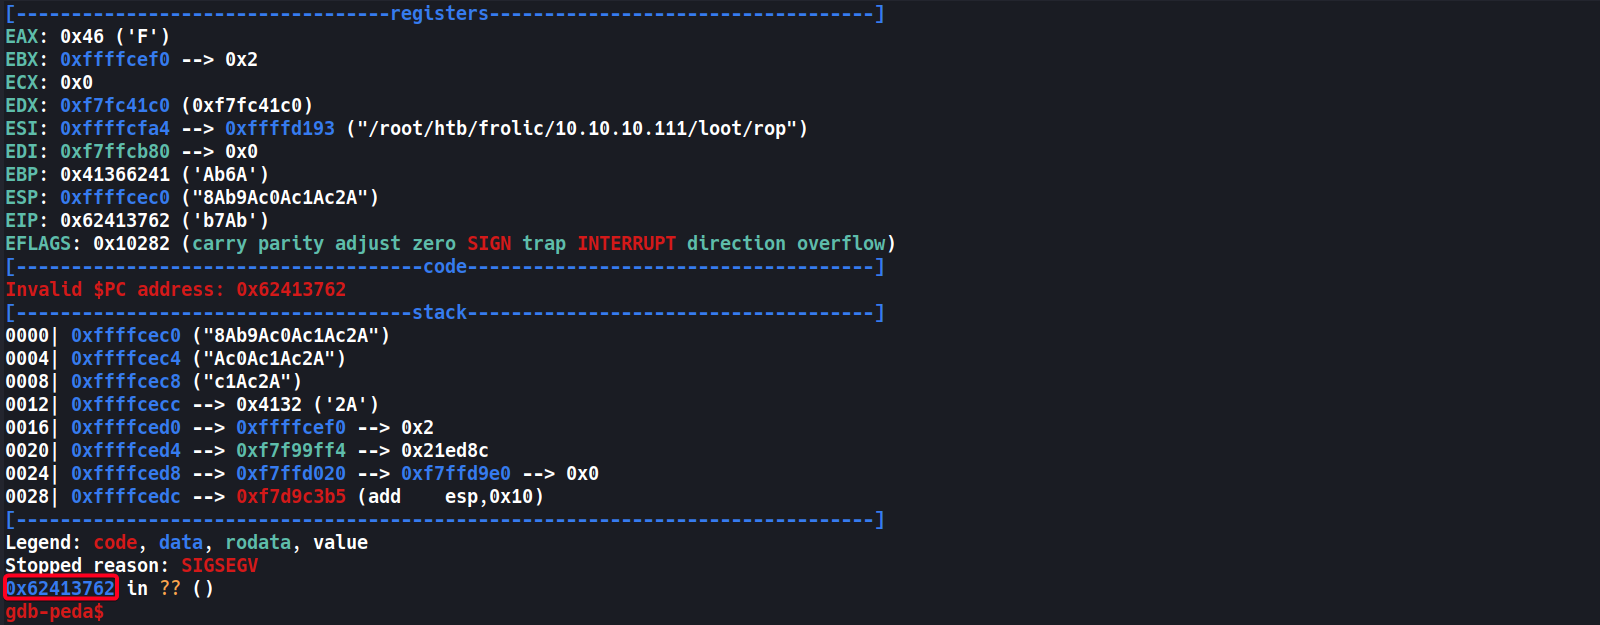 [----------------------------------registers-----------------------------------]
EAX: 0x46 ('F')
EBX: 0xffffcef0 --> 0x2
ECX: 0x0
EDX: 0xf7fc41c0 (0xf7fc41c0)
ESI: 0xffffcfa4 --> 0xffffd193 ("/root/htb/frolic/10.10.10.111/loot/rop")
EDI: 0xf7ffcb80 --> 0x0
EBP: 0x41366241 ('Ab6A')
ESP: 0xffffcec0 ("8Ab9Ac0Ac1Ac2A")
EIP: 0x62413762 ('b7Ab')
EFLAGS: 0x10282 (carry parity adjust zero SIGN trap INTERRUPT direction overflow)
[-------------------------------------code-------------------------------------]
Invalid $PC address: 0x62413762
[------------------------------------stack-------------------------------------]
0000| 0xffffcec0 ("8Ab9Ac0Ac1Ac2A")
0004| 0xffffcec4 ("Ac0Ac1Ac2A")
0008| 0xffffcec8 ("c1Ac2A")
0012| 0xffffcecc --> 0x4132 ('2A')
0016| 0xffffced0 --> 0xffffcef0 --> 0x2
0020| 0xffffced4 --> 0xf7f99ff4 --> 0x21ed8c
0024| 0xffffced8 --> 0xf7ffd020 --> 0xf7ffd9e0 --> 0x0
0028| 0xffffcedc --> 0xf7d9c3b5 (add    esp,0x10)
[------------------------------------------------------------------------------]
Legend: code, data, rodata, value
Stopped reason: SIGSEGV
0x62413762 in ?? ()
gdb-peda$